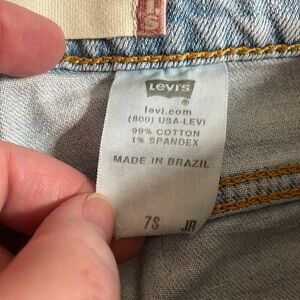 LEVI'S
®
levi.com
(800) USA-LEVI
99% COTTON
1% SPANDEX
MADE IN BRAZIL
7S JR